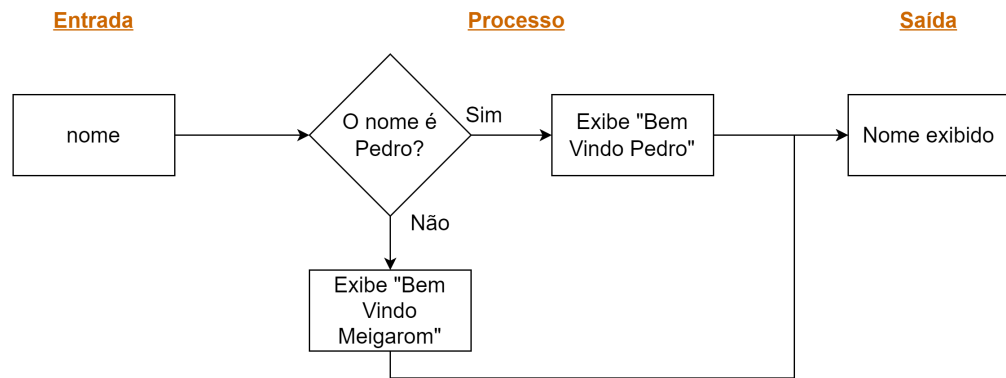 Entrada
Processo
Saída
nome
O nome é
Pedro?
Sim
Exibe "Bem
Vindo Pedro"
Nome exibido
Não
Exibe "Bem
Vindo
Meigarom"